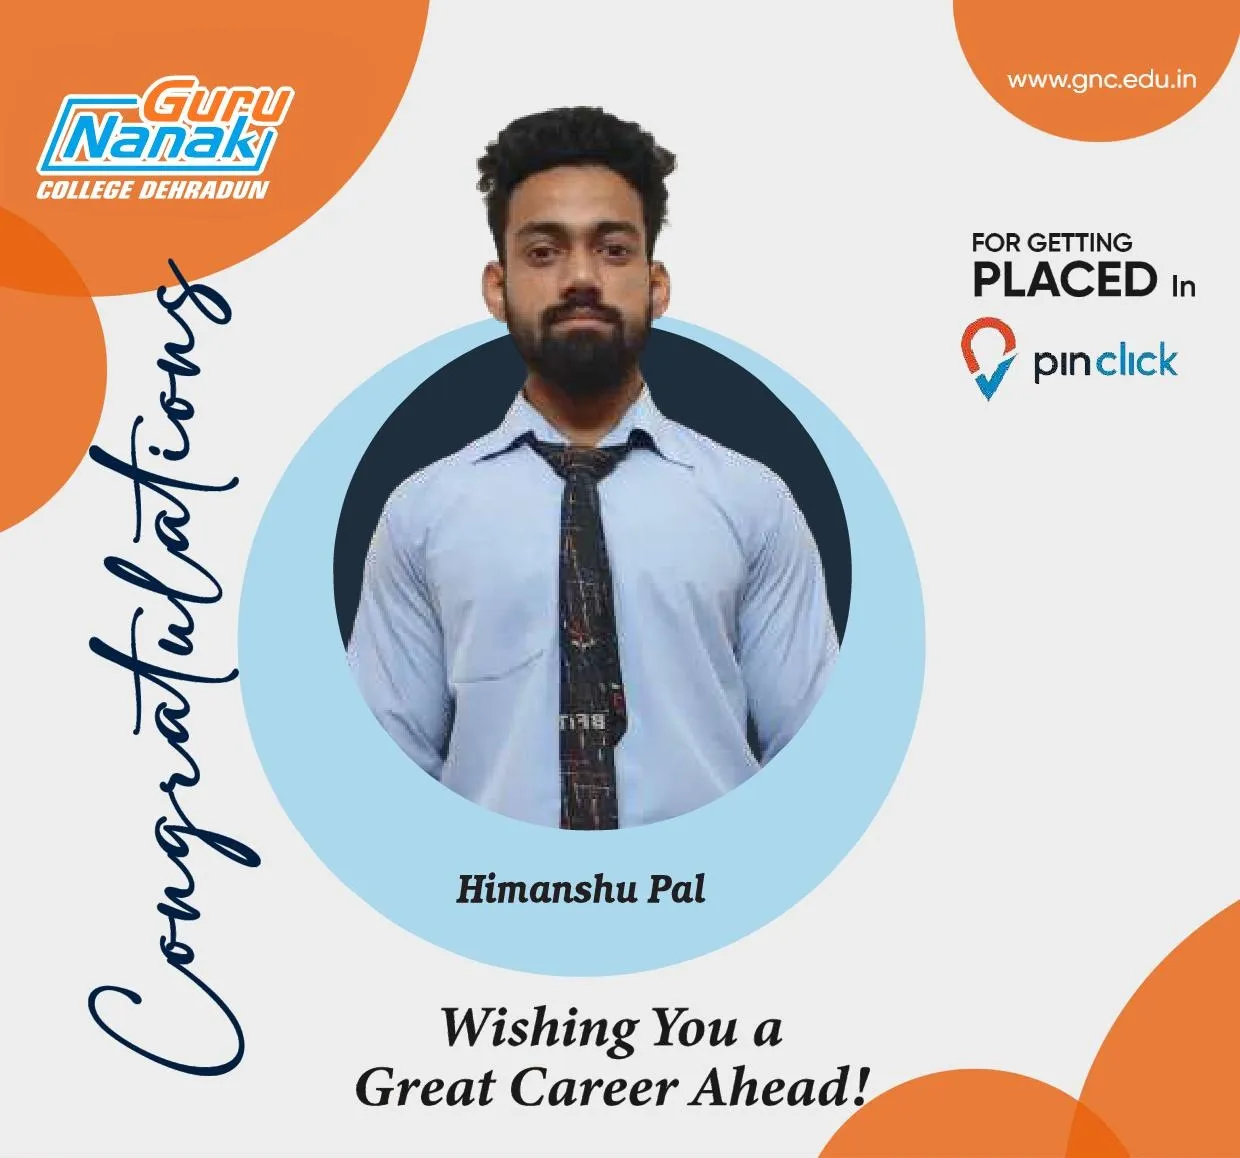 Guru
Nanak
COLLEGE DEHRADUN
www.gnc.edu.in
FOR GETTING
PLACED In
pinclick
Congratulations
Himanshu Pal
Wishing You a
Great Career Ahead!